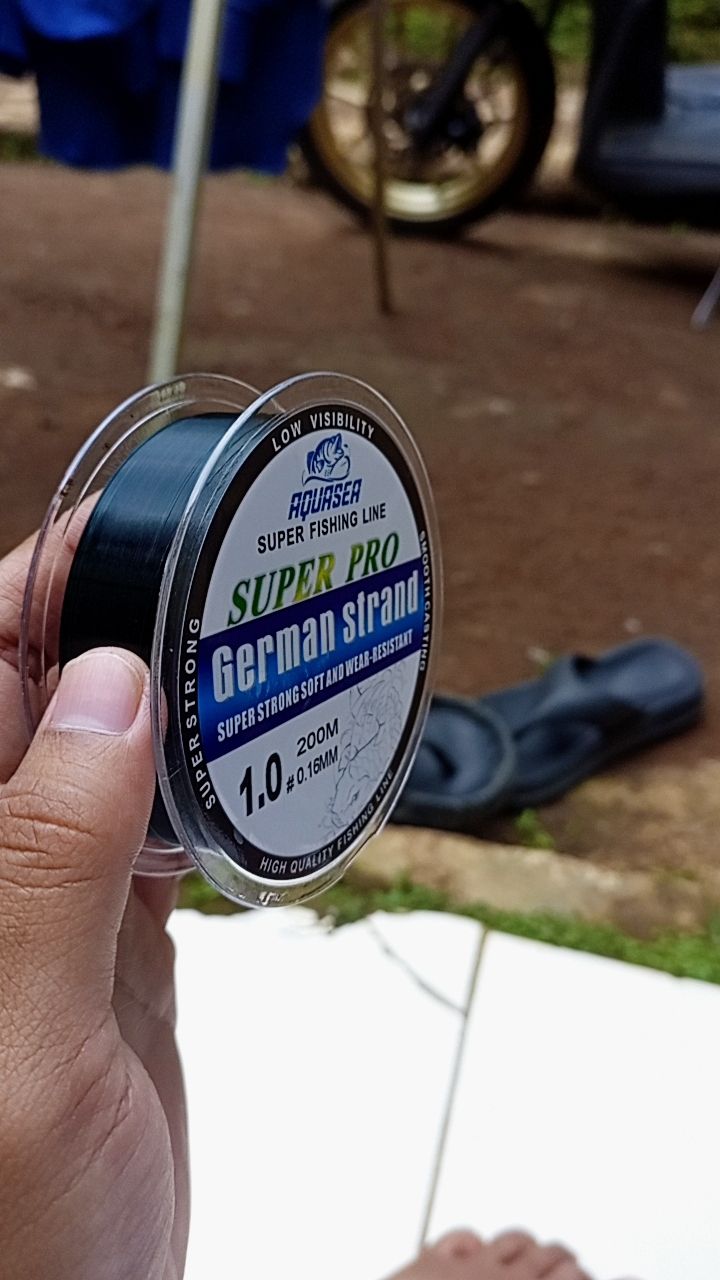 LOW VISIBILITY
AQUASEA
SUPER FISHING LINE
SUPER PRO
German strand
SUPER STRONG SOFT AND WEAR-RESISTANT
1.0
200M
# 0.16MM
SUPER STRONG
SMOOTH CASTING
HIGH QUALITY FISHING LINE